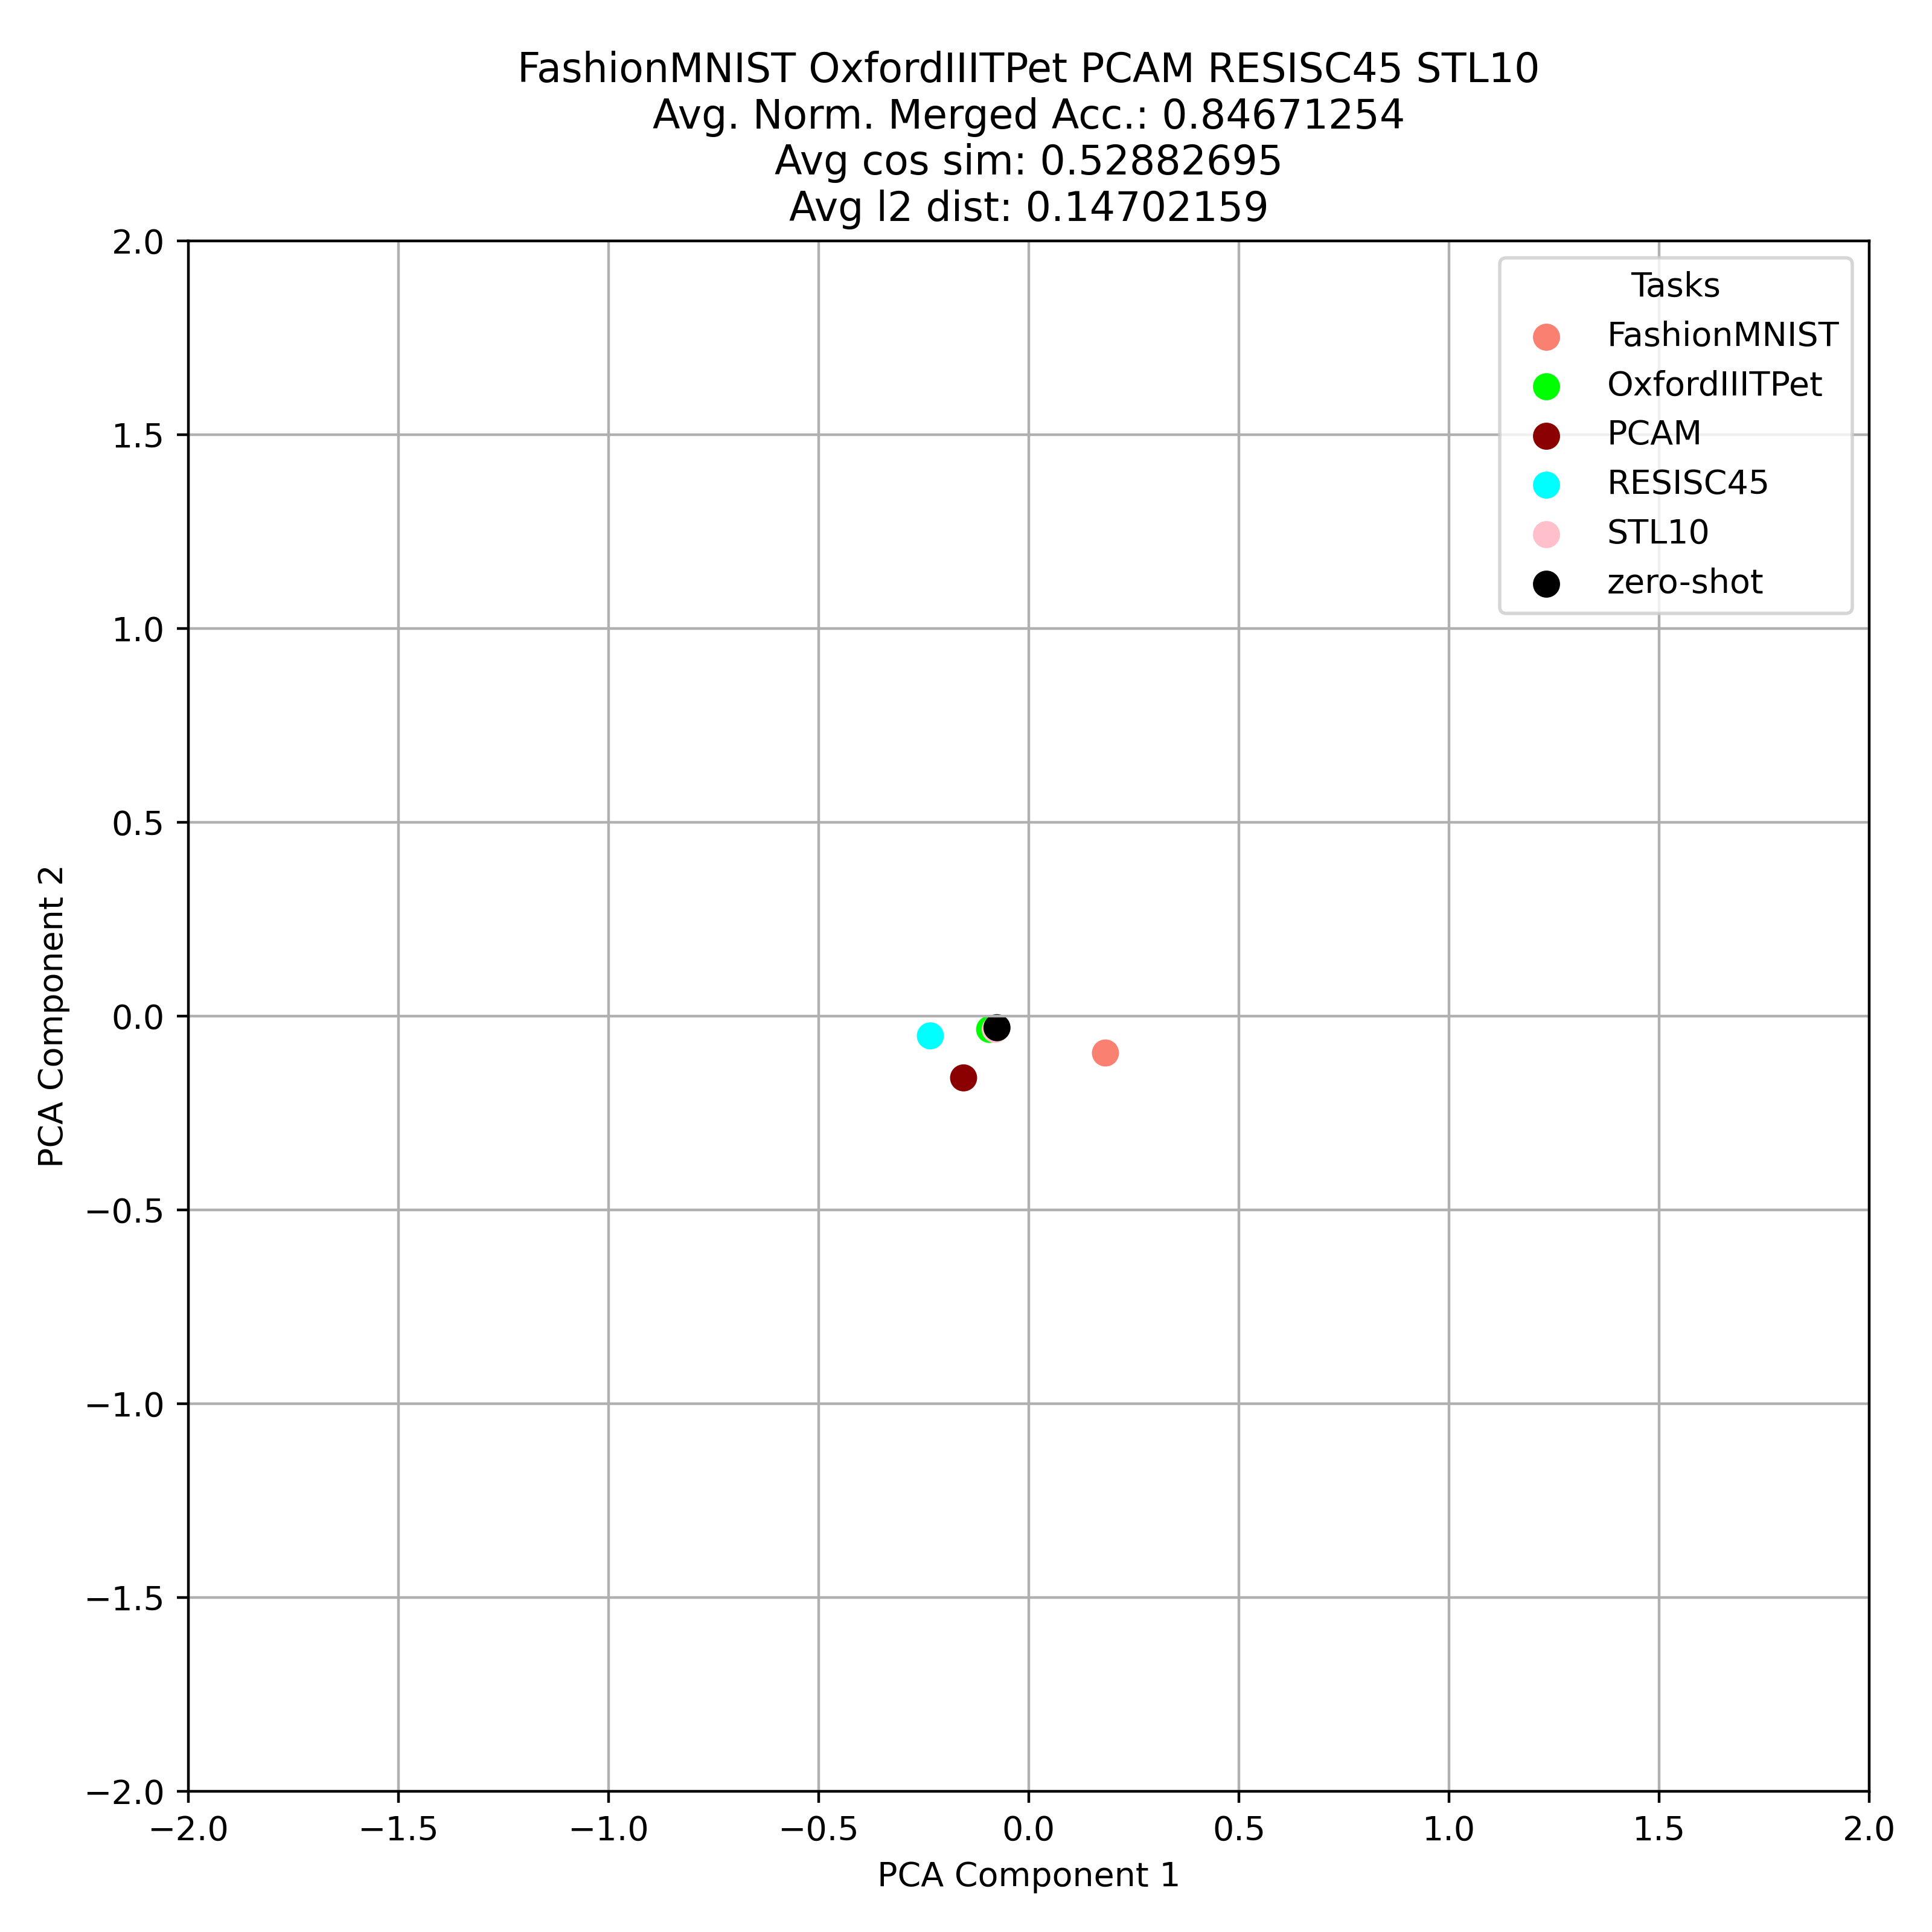 FashionMNIST OxfordIIITPet PCAM RESISC45 STL10
Avg. Norm. Merged Acc.: 0.84671254
Avg cos sim: 0.52882695
Avg l2 dist: 0.14702159
Tasks
FashionMNIST
OxfordIIITPet
PCAM
RESISC45
STL10
zero-shot
PCA Component 2
2.0
1.5
1.0
0.5
0.0
−0.5
−1.0
−1.5
−2.0
−2.0 −1.5 −1.0 −0.5 0.0 0.5 1.0 1.5 2.0
PCA Component 1